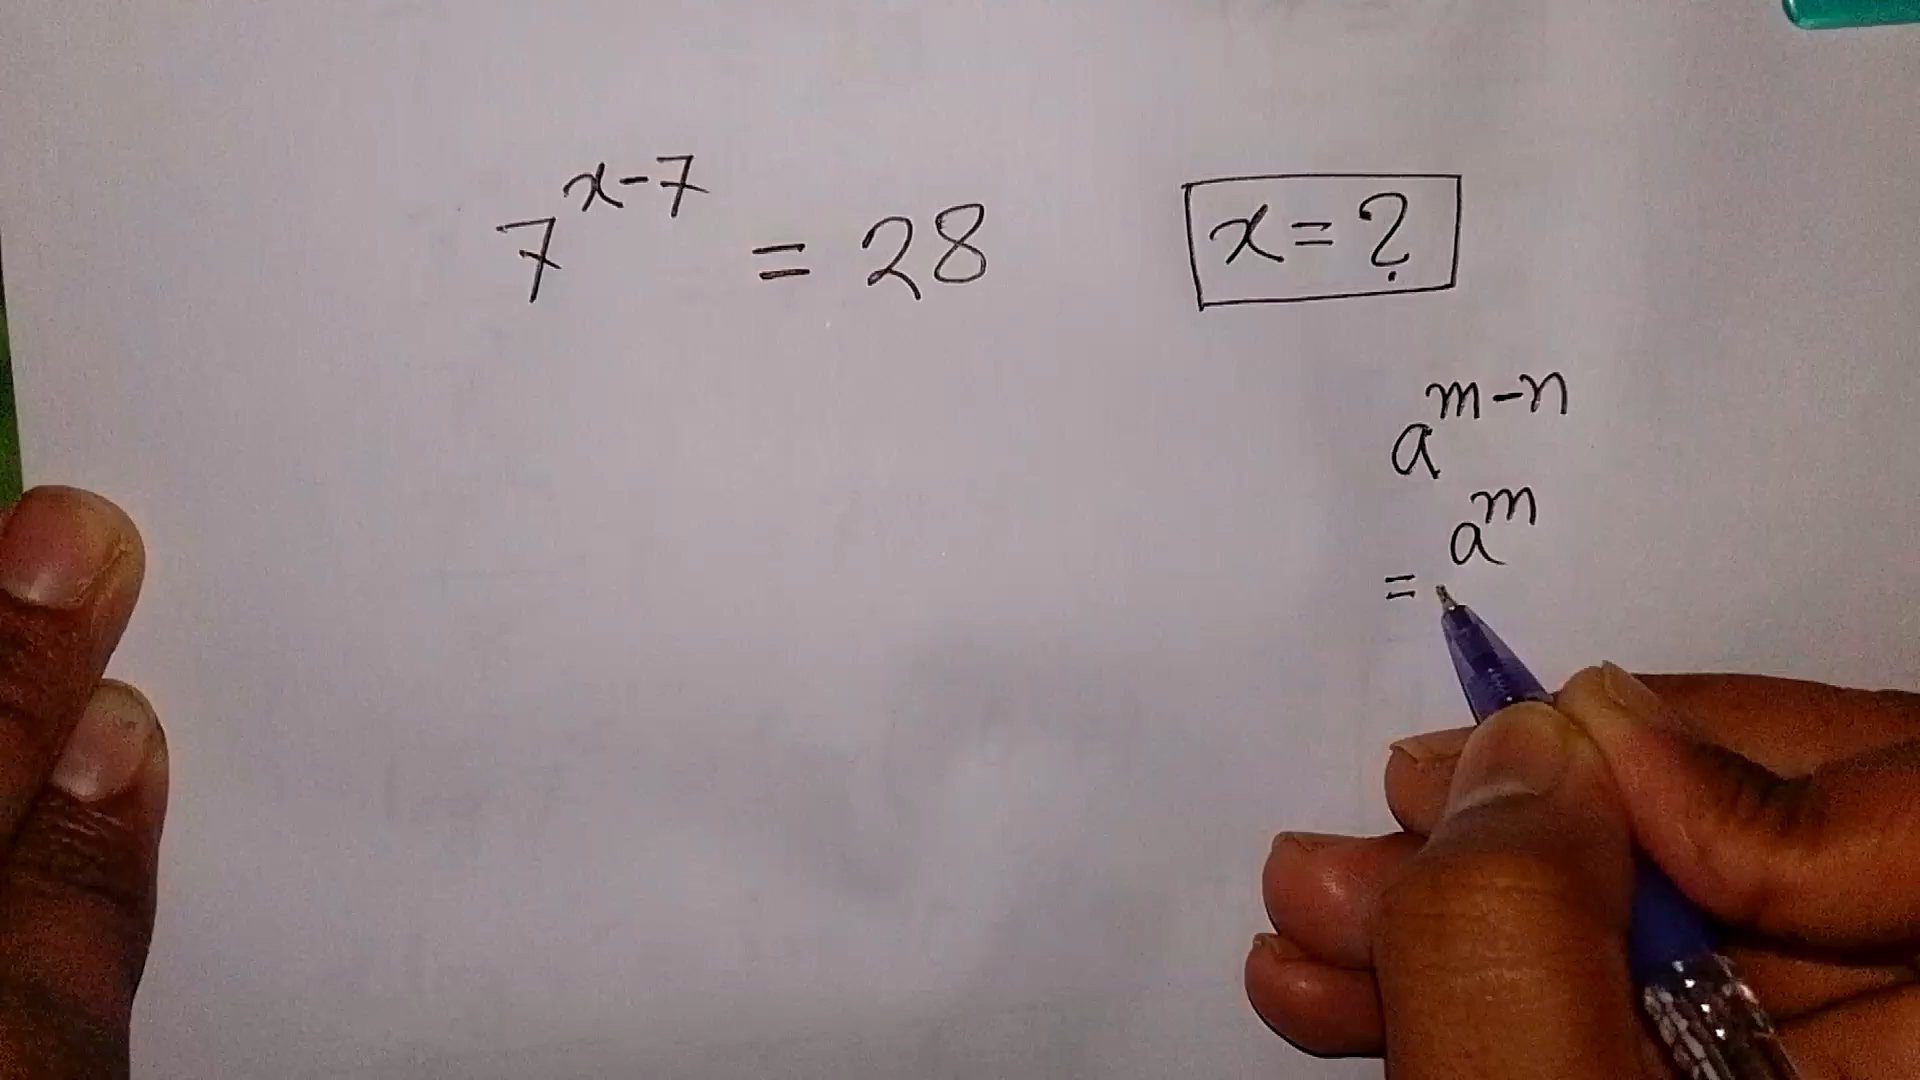 7^{x-7} = 28
x = ?
a^{m-n}
= a^m